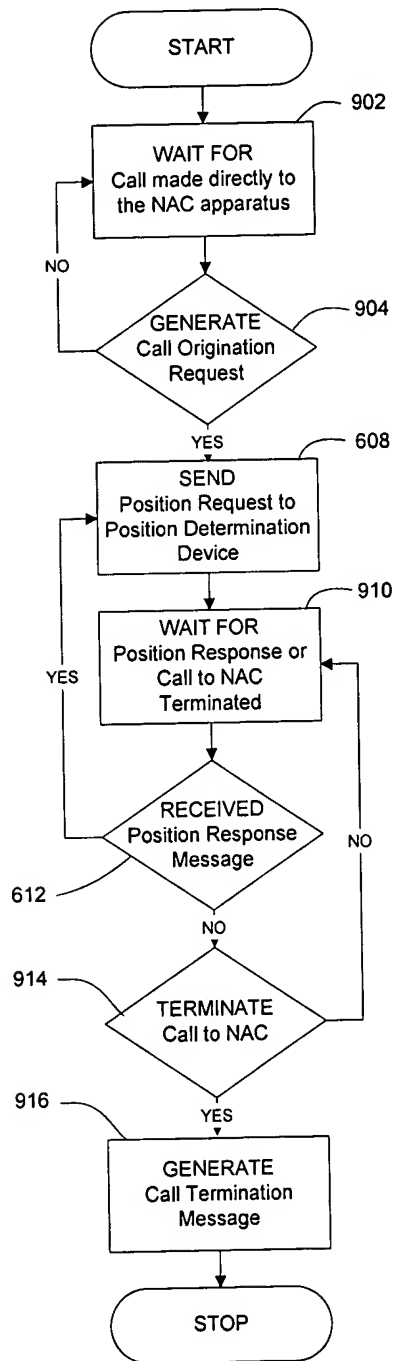 START
902
WAIT FOR
Call made directly to
the NAC apparatus
NO
904
GENERATE
Call Origination
Request
YES
608
SEND
Position Request to
Position Determination
Device
910
WAIT FOR
Position Response or
Call to NAC
Terminated
YES
RECEIVED
Position Response
Message
NO
612
NO
914
TERMINATE
Call to NAC
YES
916
GENERATE
Call Termination
Message
STOP